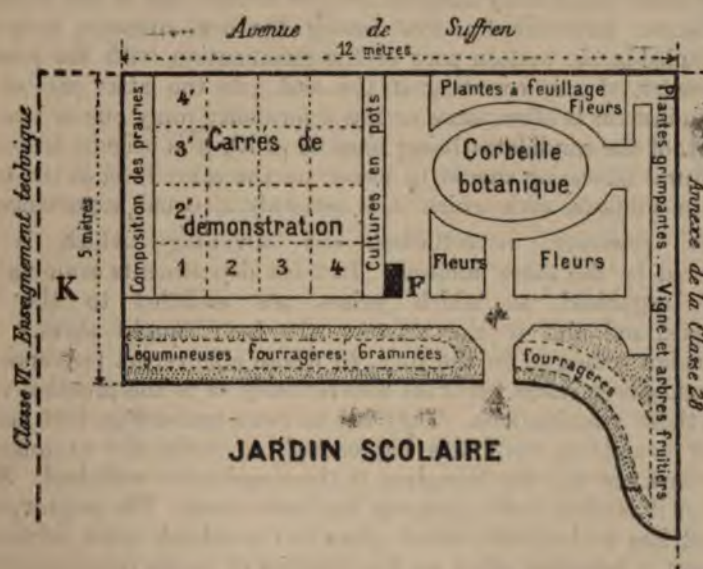 Avenue de Suffren
12 mètres
Classe VI _ Enseignement technique
5 mètres
K
Composition des prairies
4'
3' Carrés de
2'
démonstration
1 2 3 4
Cultures en pots
F
Plantes à feuillage
Fleurs
Corbeille
botanique
Fleurs
Fleurs
Plantes grimpantes _ Vigne et arbres fruitiers
Annexe de la Classe 28
Légumineuses fourragères; Graminées
fourragères
JARDIN SCOLAIRE